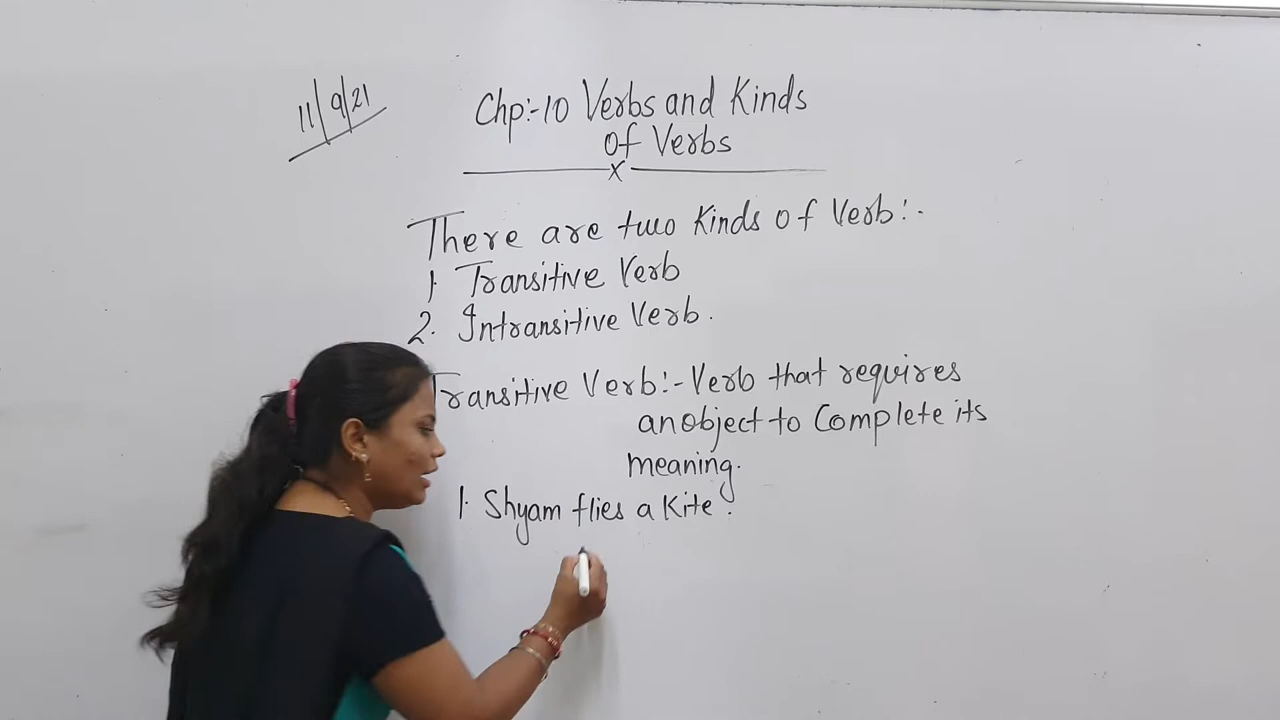 11/9/21
Chp:-10 Verbs and Kinds
of Verbs
x
There are two Kinds of Verb:-
1. Transitive Verb
2. Intransitive Verb.
Transitive Verb:- Verb that requires
an object to Complete its
meaning.
1. Shyam flies a Kite.